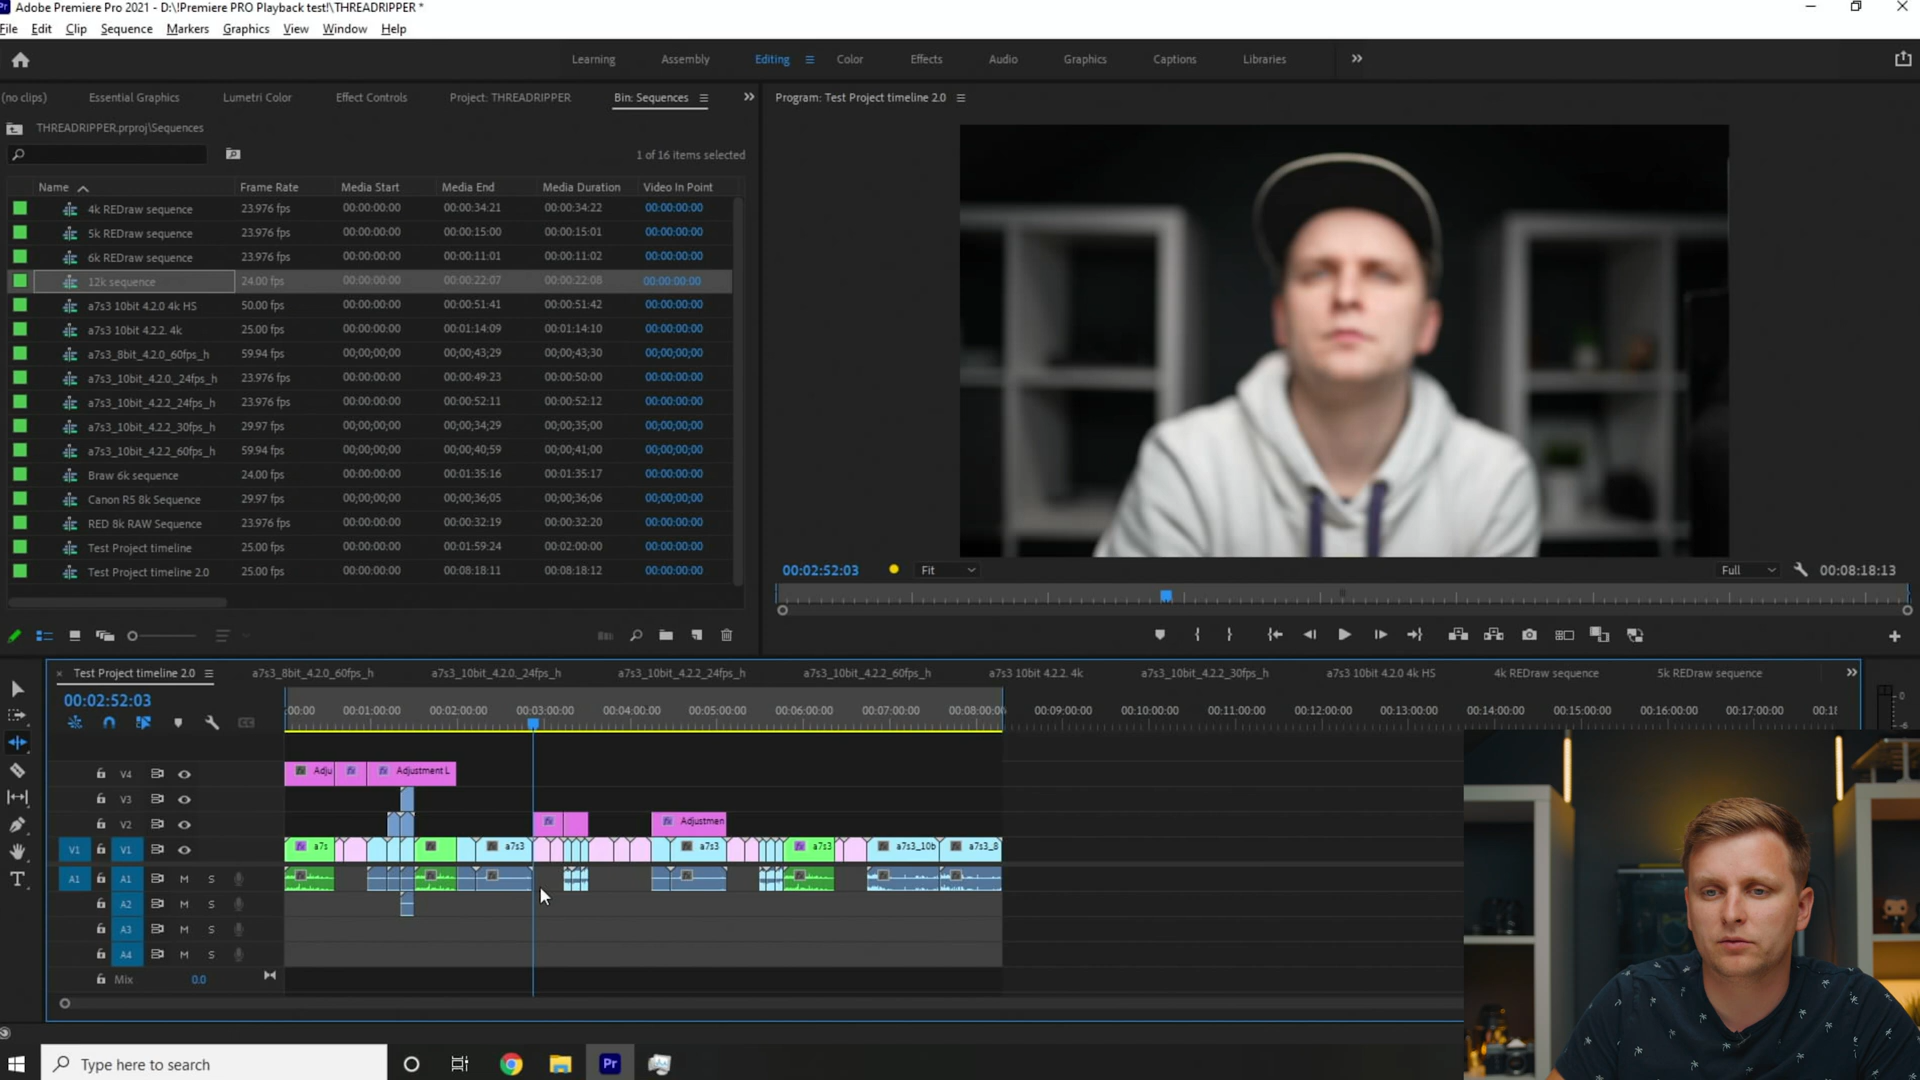 Adobe Premiere Pro 2021 - D:\!Premiere PRO Playback test!\THREADRIPPER *
File Edit Clip Sequence Markers Graphics View Window Help
Learning Assembly Editing Color Effects Audio Graphics Captions Libraries
(no clips) Essential Graphics Lumetri Color Effect Controls Project: THREADRIPPER Bin: Sequences Program: Test Project timeline 2.0
THREADRIPPER.prproj\Sequences
1 of 16 items selected
Name Frame Rate Media Start Media End Media Duration Video In Point
4k REDraw sequence 23.976 fps 00:00:00:00 00:00:34:21 00:00:34:22 00:00:00:00
5k REDraw sequence 23.976 fps 00:00:00:00 00:00:15:00 00:00:15:01 00:00:00:00
6k REDraw sequence 23.976 fps 00:00:00:00 00:00:11:01 00:00:11:02 00:00:00:00
12k sequence 24.00 fps 00:00:00:00 00:00:22:07 00:00:22:08 00:00:00:00
a7s3 10bit 4.2.0 4k HS 50.00 fps 00:00:00:00 00:00:51:41 00:00:51:42 00:00:00:00
a7s3 10bit 4.2.2. 4k 25.00 fps 00:00:00:00 00:01:14:09 00:01:14:10 00:00:00:00
a7s3_8bit_4.2.0_60fps_h 59.94 fps 00;00;00;00 00;00;43;29 00;00;43;30 00;00;00;00
a7s3_10bit_4.2.0._24fps_h 23.976 fps 00:00:00:00 00:00:49:23 00:00:50:00 00:00:00:00
a7s3_10bit_4.2.2_24fps_h 23.976 fps 00:00:00:00 00:00:52:11 00:00:52:12 00:00:00:00
a7s3_10bit_4.2.2_30fps_h 29.97 fps 00;00;00;00 00;00;34;29 00;00;35;00 00;00;00;00
a7s3_10bit_4.2.2_60fps_h 59.94 fps 00;00;00;00 00;00;40;59 00;00;41;00 00;00;00;00
Braw 6k sequence 24.00 fps 00:00:00:00 00:01:35:16 00:01:35:17 00:00:00:00
Canon R5 8k Sequence 29.97 fps 00;00;00;00 00;00;36;05 00;00;36;06 00;00;00;00
RED 8k RAW Sequence 23.976 fps 00:00:00:00 00:00:32:19 00:00:32:20 00:00:00:00
Test Project timeline 25.00 fps 00:00:00:00 00:01:59:24 00:02:00:00 00:00:00:00
Test Project timeline 2.0 25.00 fps 00:00:00:00 00:08:18:11 00:08:18:12 00:00:00:00
00:02:52:03 Fit Full 00:08:18:13
Test Project timeline 2.0 a7s3_8bit_4.2.0_60fps_h a7s3_10bit_4.2.0._24fps_h a7s3_10bit_4.2.2_24fps_h a7s3_10bit_4.2.2_60fps_h a7s3 10bit 4.2.2. 4k a7s3_10bit_4.2.2_30fps_h a7s3 10bit 4.2.0 4k HS 4k REDraw sequence 5k REDraw sequence
00:02:52:03
:00:00 00:01:00:00 00:02:00:00 00:03:00:00 00:04:00:00 00:05:00:00 00:06:00:00 00:07:00:00 00:08:00:00 00:09:00:00 00:10:00:00 00:11:00:00 00:12:00:00 00:13:00:00 00:14:00:00 00:15:00:00 00:16:00:00 00:17:00:00 00:18
0
-6
V4 Adju Adjustment L
V3
V2 Adjustmen
V1 V1 a7s a7s3 a7s3 a7s3 a7s3_10b a7s3_8
A1 A1 M S
A2 M S
A3 M S
A4 M S
Mix 0.0
Type here to search
Pr